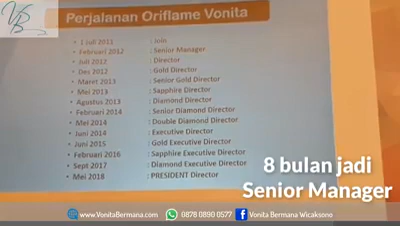 VB
Perjalanan Oriflame Vonita
• 1 Juli 2011 : Join
• Februari 2012 : Senior Manager
• Juli 2012 : Director
• Des 2012 : Gold Director
• Maret 2013 : Senior Gold Director
• Mei 2013 : Sapphire Director
• Agustus 2013 : Diamond Director
• Februari 2014 : Senior Diamond Director
• Mei 2014 : Double Diamond Director
• Juni 2014 : Executive Director
• Juni 2015 : Gold Executive Director
• Februari 2016 : Sapphire Executive Director
• Sept 2017 : Diamond Executive Director
• Mei 2018 : PRESIDENT Director
8 bulan jadi
Senior Manager
www.VonitaBermana.com 0878 0890 0577 Vonita Bermana Wicaksono